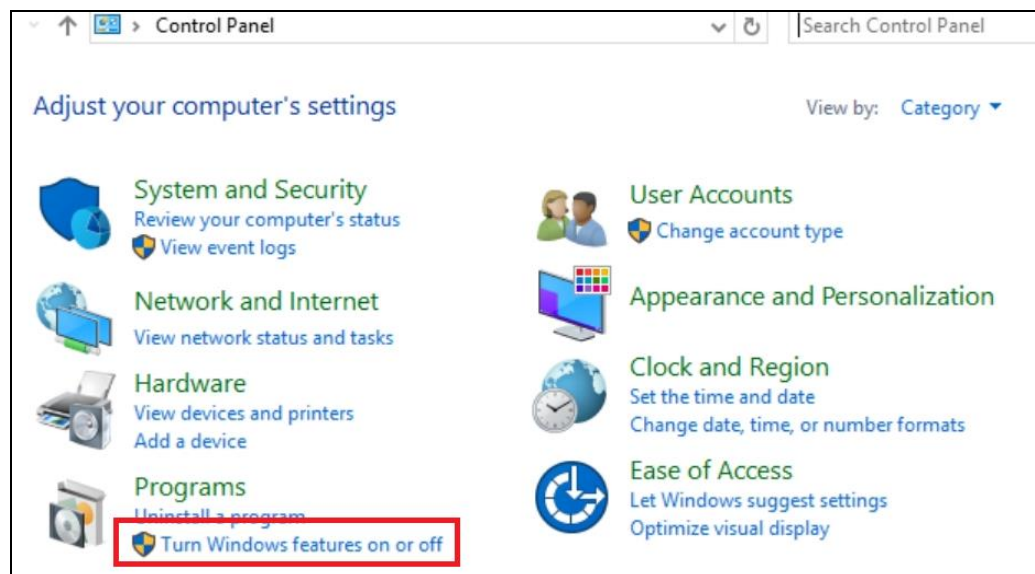 Control Panel
Search Control Panel
Adjust your computer's settings
View by: Category
System and Security
Review your computer's status
View event logs
Network and Internet
View network status and tasks
Hardware
View devices and printers
Add a device
Programs
Uninstall a program
Turn Windows features on or off
User Accounts
Change account type
Appearance and Personalization
Clock and Region
Set the time and date
Change date, time, or number formats
Ease of Access
Let Windows suggest settings
Optimize visual display